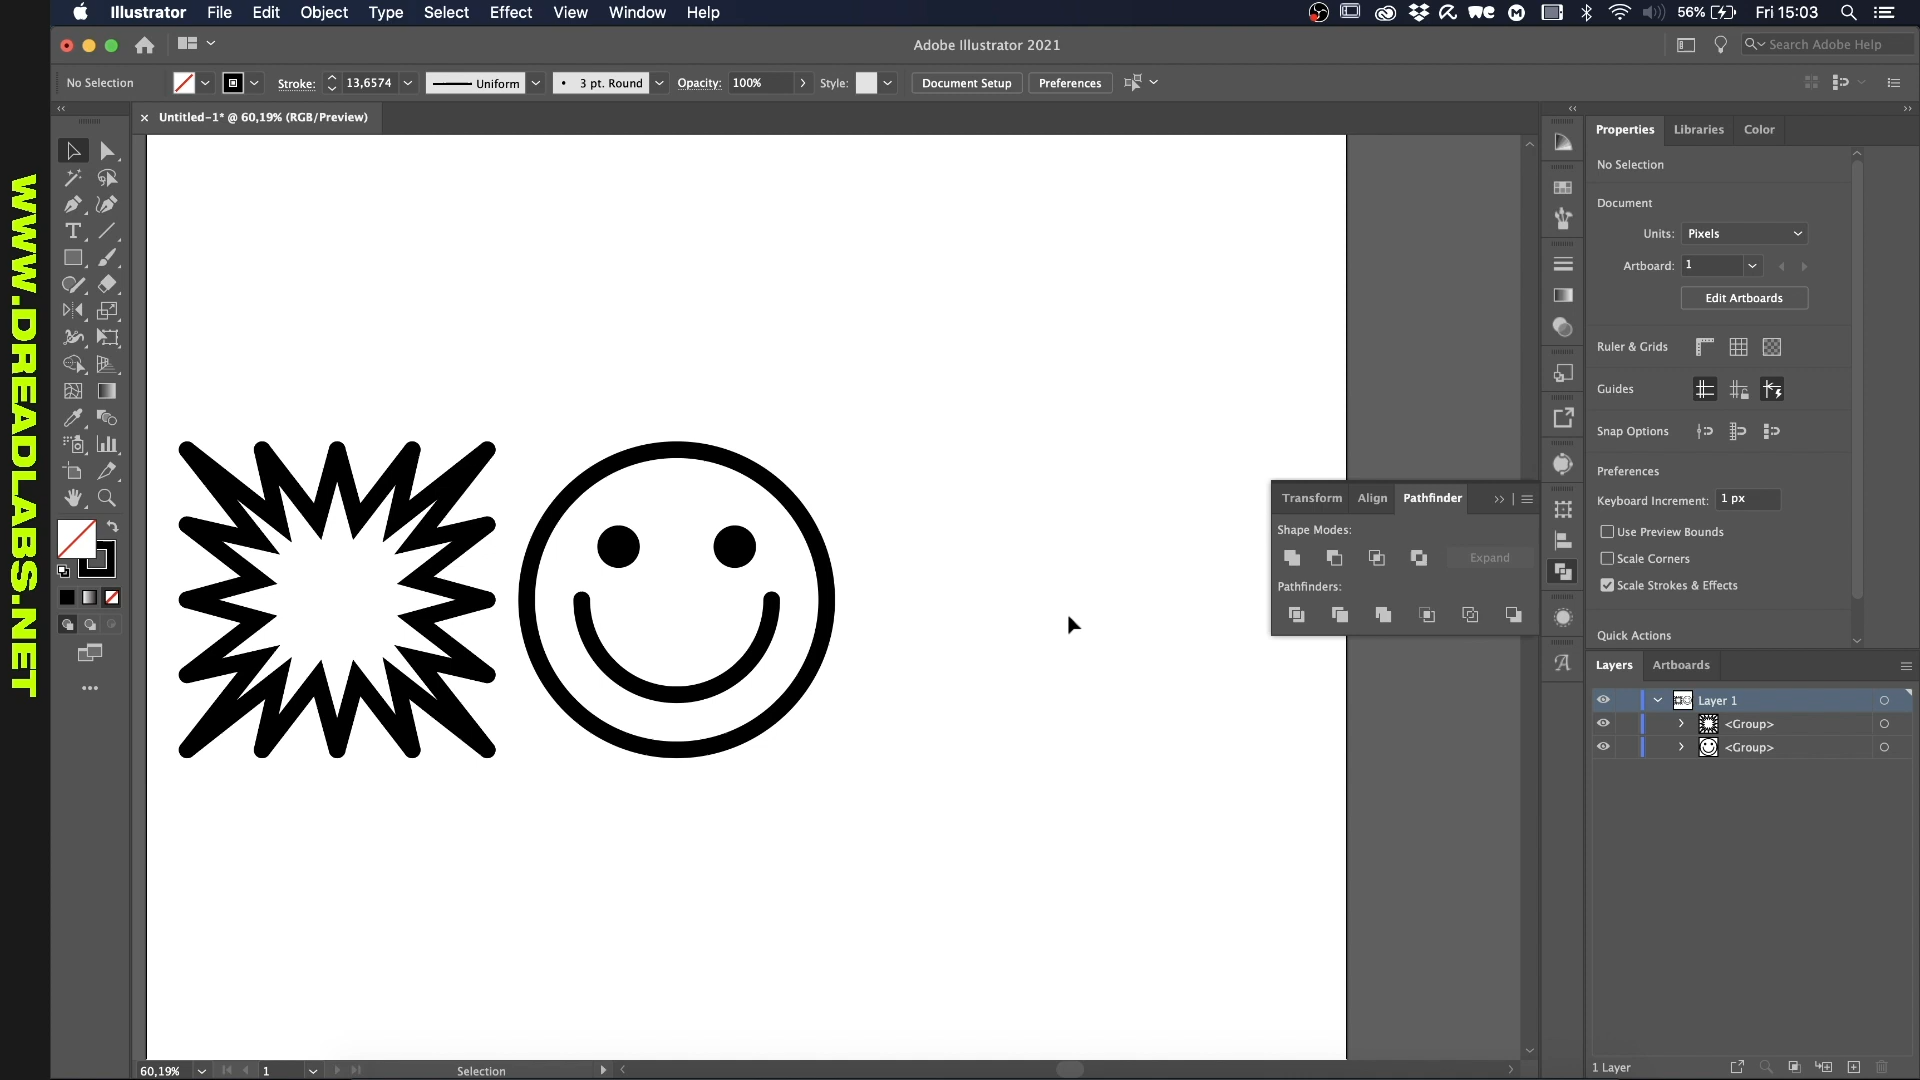 Illustrator File Edit Object Type Select Effect View Window Help
56% Fri 15:03
Adobe Illustrator 2021
Search Adobe Help
No Selection
Stroke: 13,6574
Uniform
3 pt. Round
Opacity: 100%
Style:
Document Setup
Preferences
Untitled-1* @ 60,19% (RGB/Preview)
WWW.DREADLABS.NET
Transform Align Pathfinder
Shape Modes:
Expand
Pathfinders:
Properties Libraries Color
No Selection
Document
Units: Pixels
Artboard: 1
Edit Artboards
Ruler & Grids
Guides
Snap Options
Preferences
Keyboard Increment: 1 px
Use Preview Bounds
Scale Corners
Scale Strokes & Effects
Quick Actions
Layers Artboards
Layer 1
<Group>
<Group>
1 Layer
60,19%
1
Selection